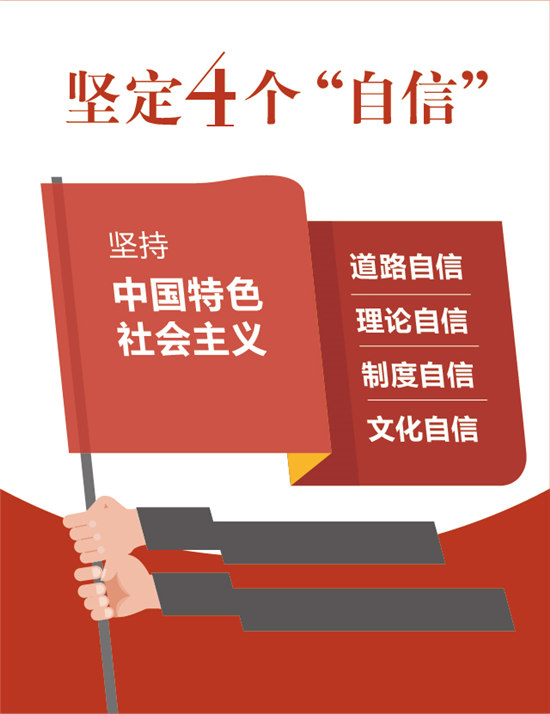 坚定4个“自信”
坚持
中国特色
社会主义
道路自信
理论自信
制度自信
文化自信